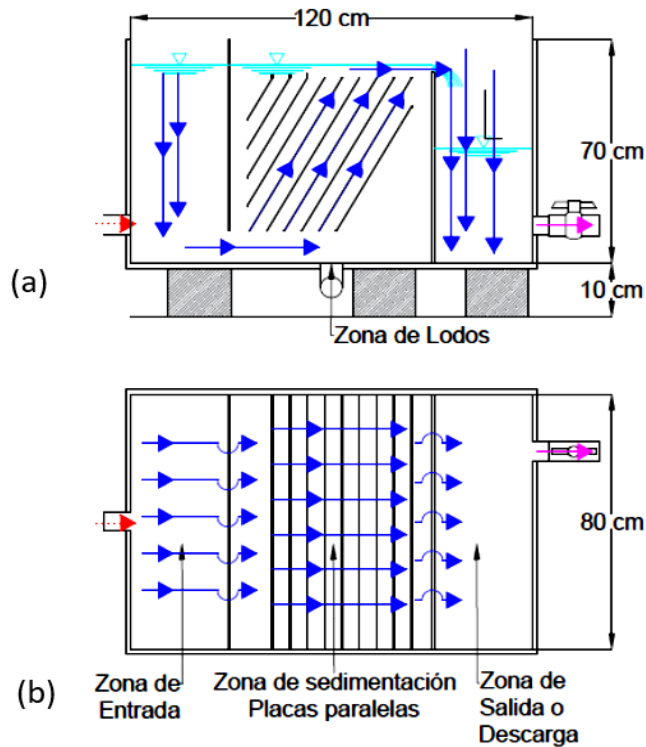 120 cm
70 cm
(a)
10 cm
Zona de Lodos
80 cm
(b)
Zona de
Entrada
Zona de sedimentación
Placas paralelas
Zona de
Salida o
Descarga